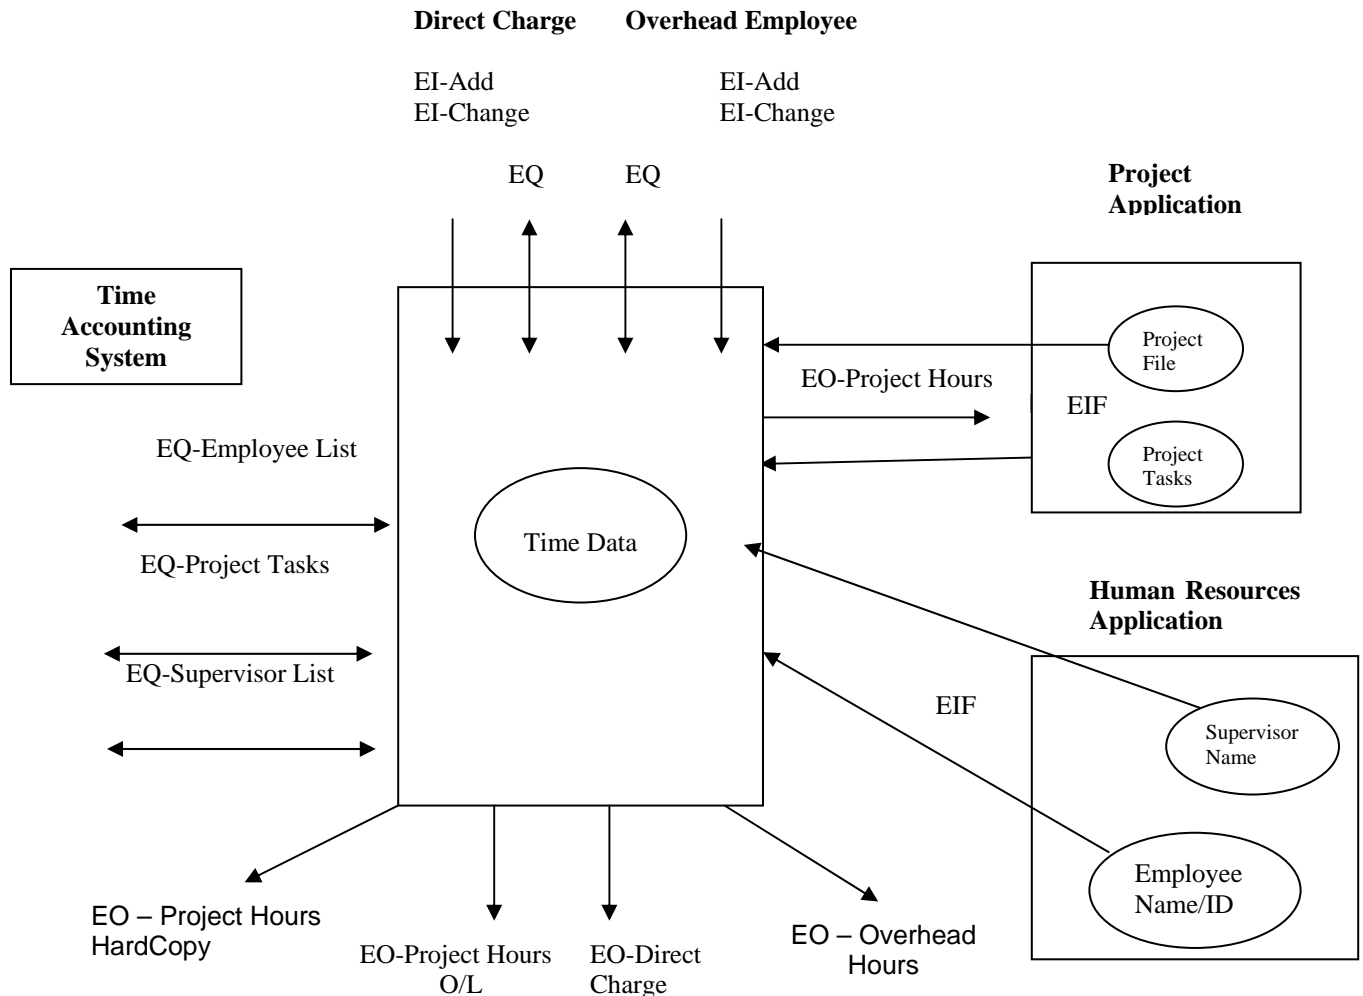 Direct Charge Overhead Employee
EI-Add EI-Add
EI-Change EI-Change
EQ EQ
Project
Application
Time
Accounting
System
Project
File
EO-Project Hours
EIF
Project
Tasks
EQ-Employee List
Time Data
EQ-Project Tasks
Human Resources
Application
EQ-Supervisor List
EIF
Supervisor
Name
Employee
Name/ID
EO – Project Hours
HardCopy
EO-Project Hours
O/L
EO-Direct
Charge
EO – Overhead
Hours